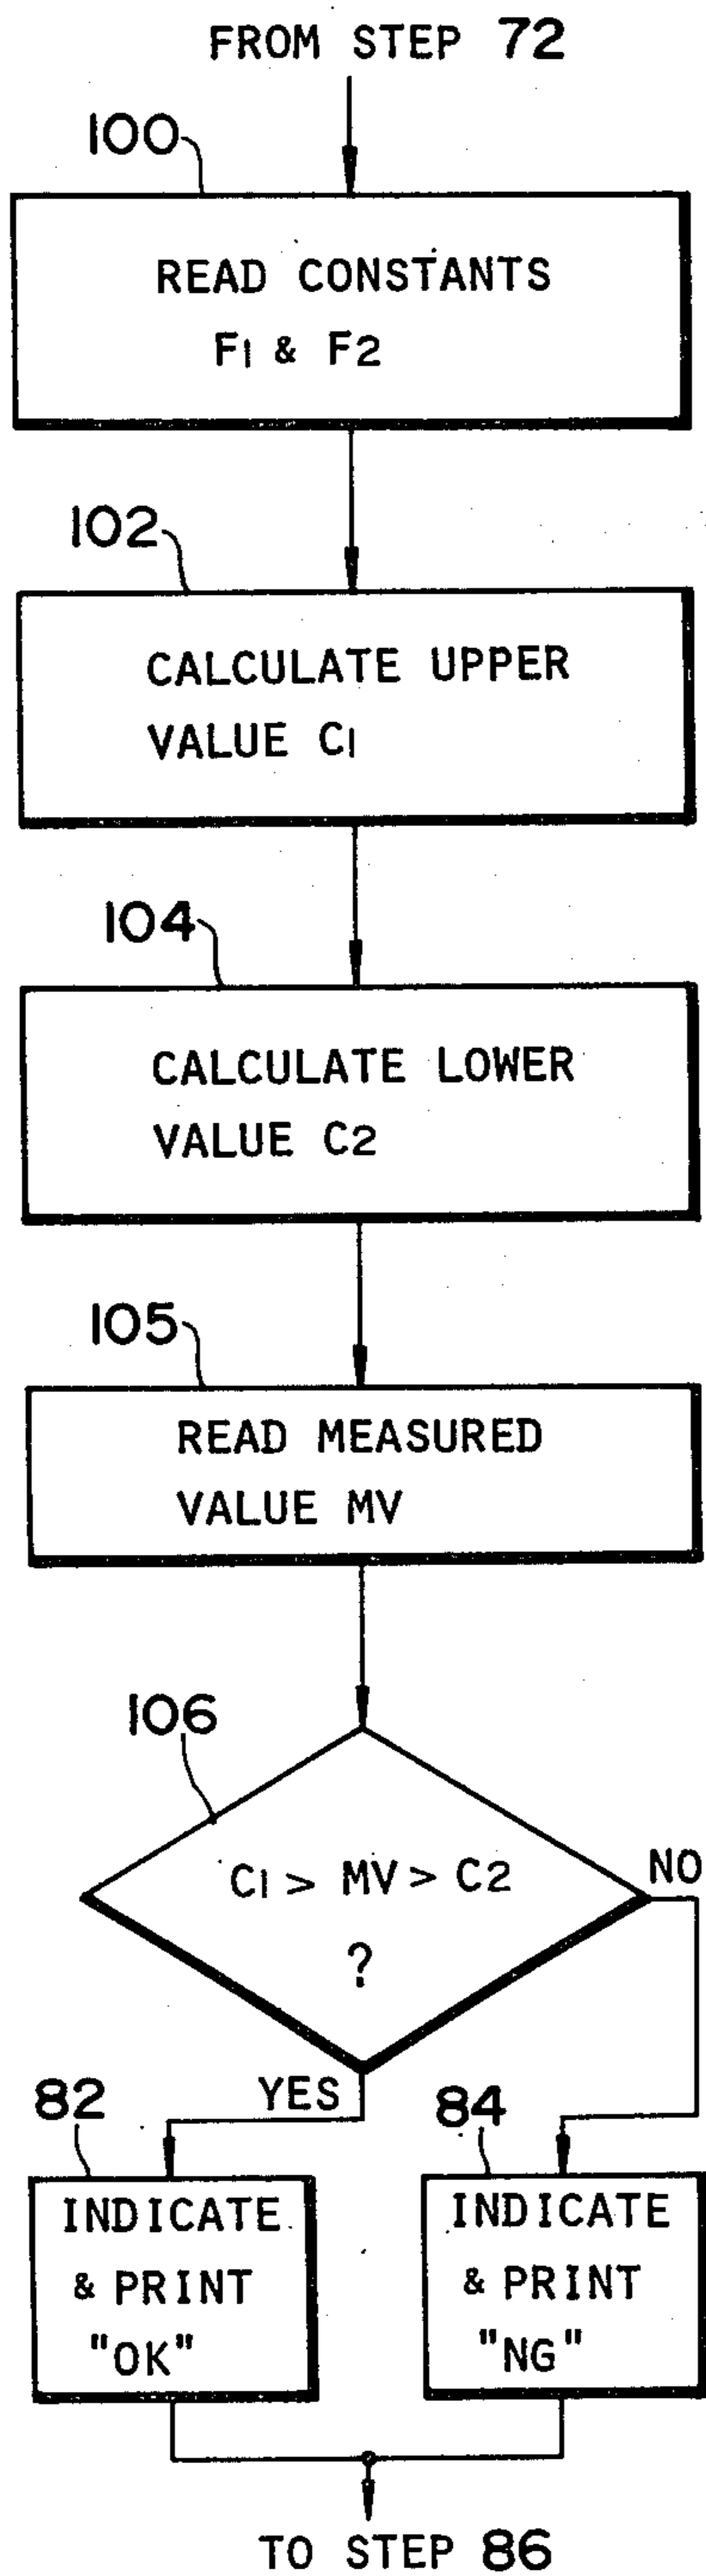 FROM STEP 72
100
READ CONSTANTS
F1 & F2
102
CALCULATE UPPER
VALUE C1
104
CALCULATE LOWER
VALUE C2
105
READ MEASURED
VALUE MV
106
C1 > MV > C2
?
NO
YES
82
INDICATE
& PRINT
"OK"
84
INDICATE
& PRINT
"NG"
TO STEP 86